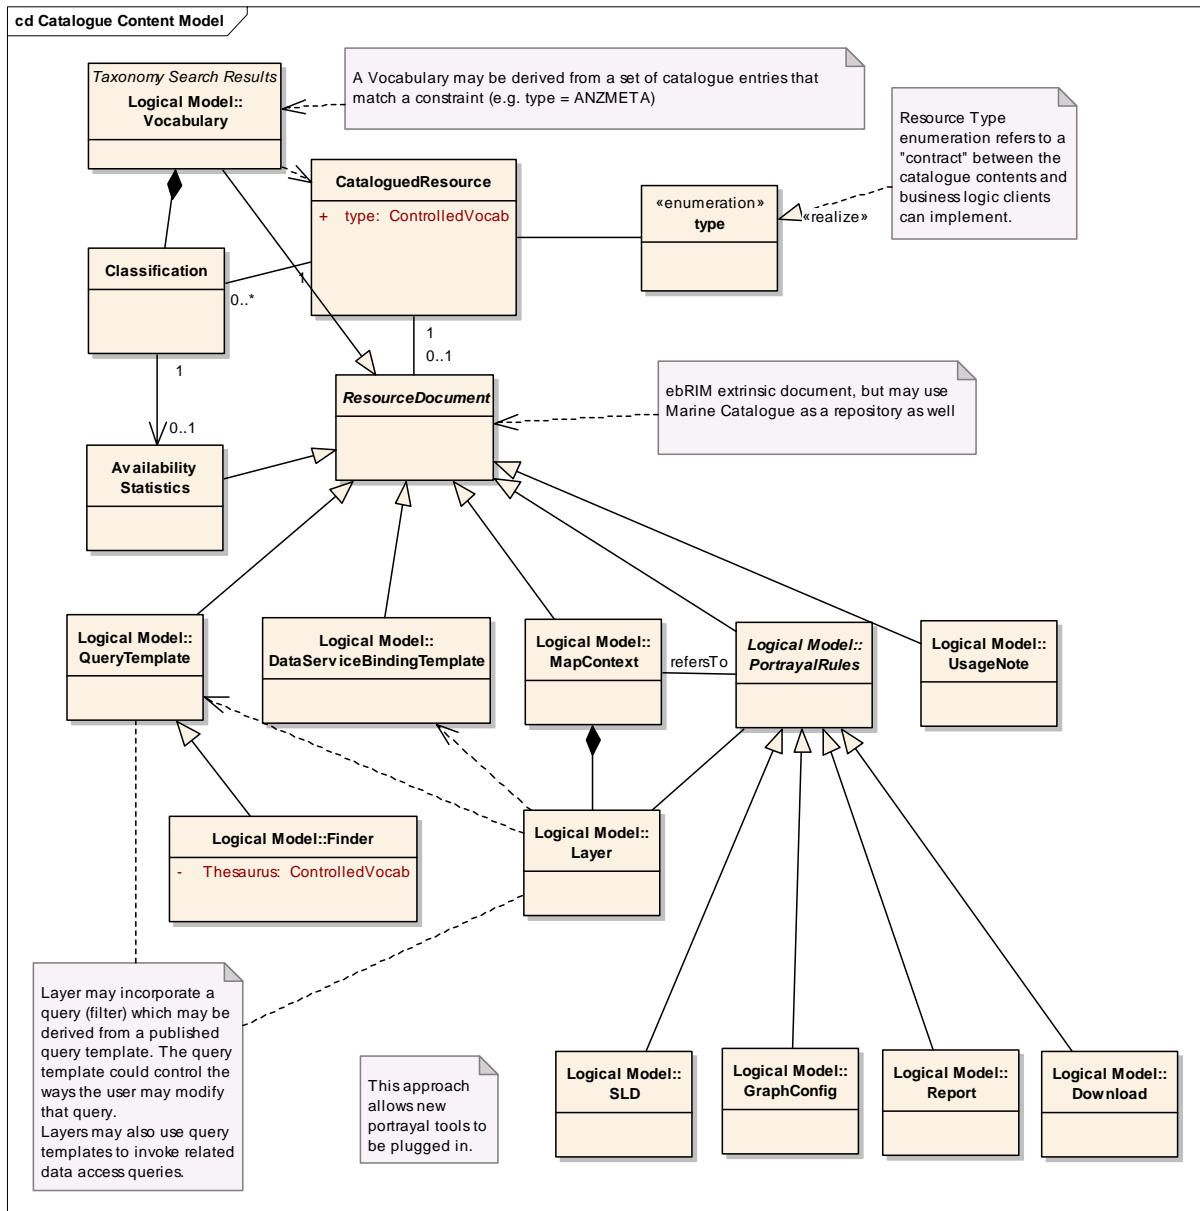 cd Catalogue Content Model
Taxonomy Search Results
Logical Model::
Vocabulary
A Vocabulary may be derived from a set of catalogue entries that
match a constraint (e.g. type = ANZMETA)
Resource Type
enumeration refers to a
"contract" between the
catalogue contents and
business logic clients
can implement.
CataloguedResource
+ type: ControlledVocab
«enumeration»
type
«realize»
Classification
1
0..*
1
0..1
1
0..1
ResourceDocument
ebRIM extrinsic document, but may use
Marine Catalogue as a repository as well
Availability
Statistics
Logical Model::
QueryTemplate
Logical Model::
DataServiceBindingTemplate
Logical Model::
MapContext
refersTo
Logical Model::
PortrayalRules
Logical Model::
UsageNote
Logical Model::Finder
- Thesaurus: ControlledVocab
Logical Model::
Layer
Layer may incorporate a
query (filter) which may be
derived from a published
query template. The query
template could control the
ways the user may modify
that query.
Layers may also use query
templates to invoke related
data access queries.
This approach
allows new
portrayal tools to
be plugged in.
Logical Model::
SLD
Logical Model::
GraphConfig
Logical Model::
Report
Logical Model::
Download